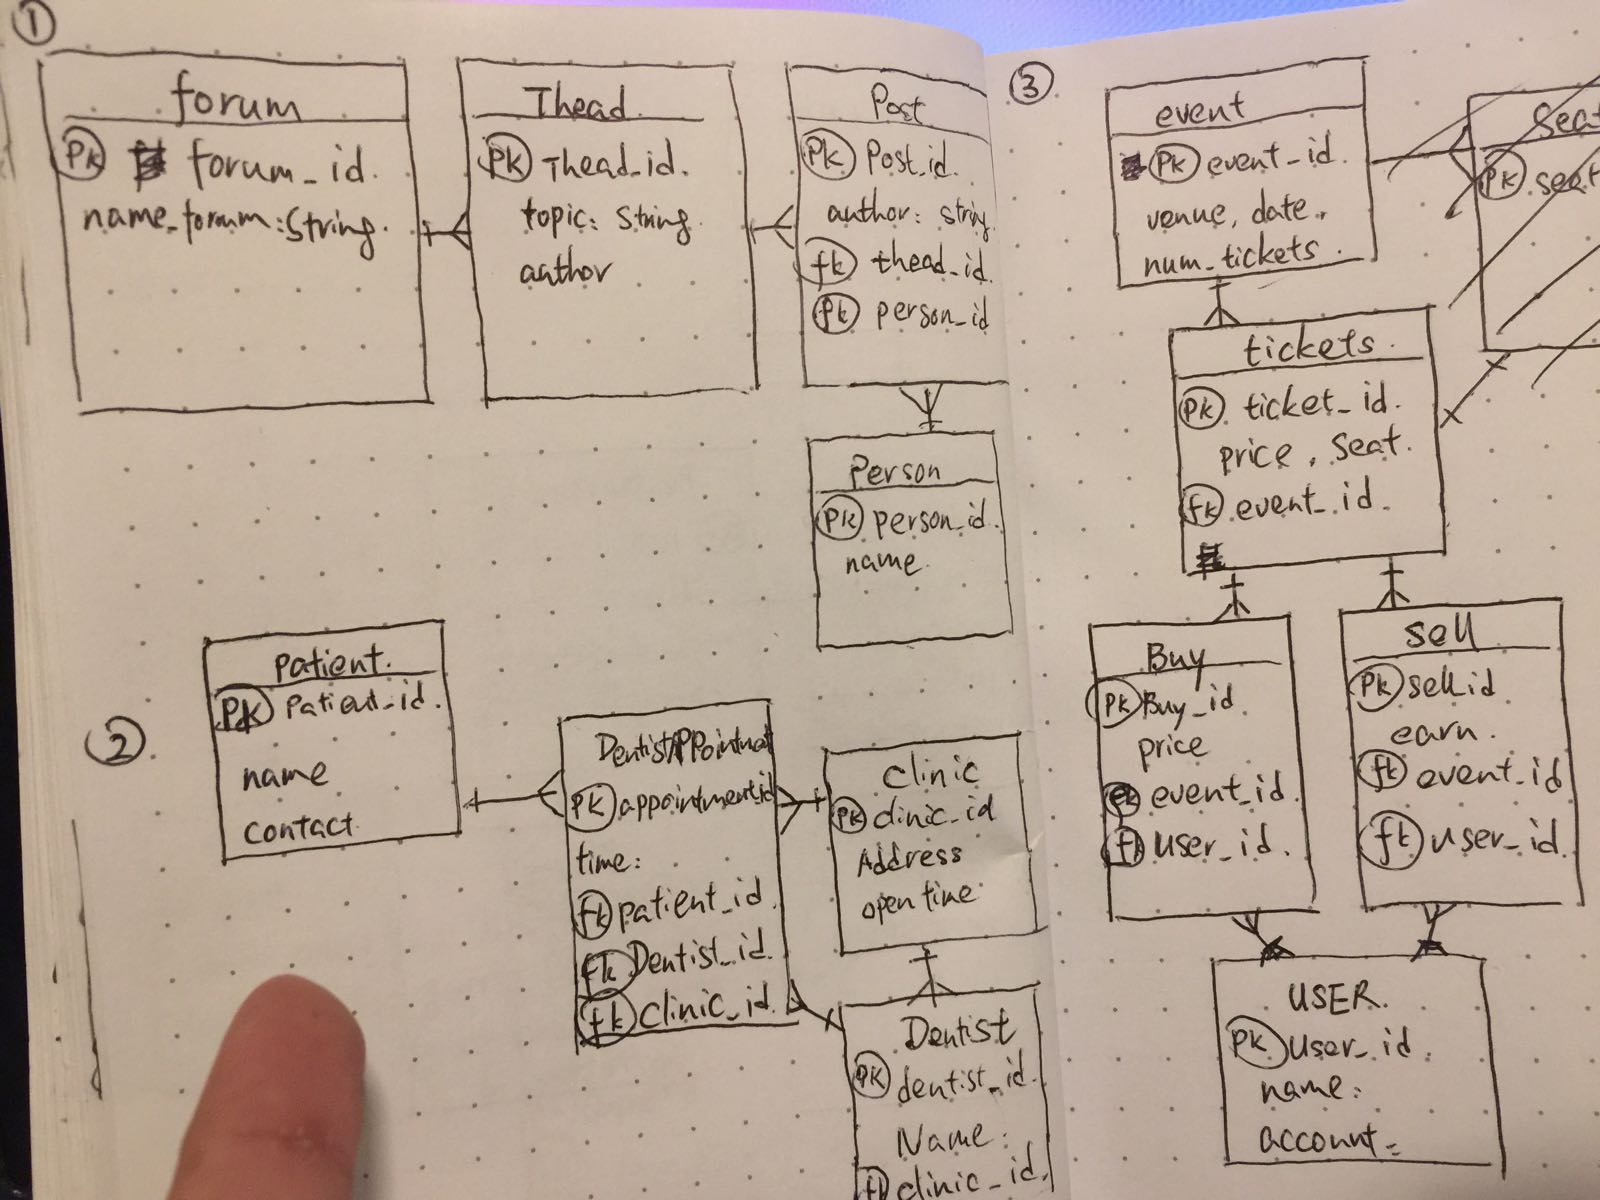 ①
forum
PK forum_id.
name_forum: String.
Thead
PK Thead_id.
topic: String
author
Post
PK Post_id.
author: string
fk thead_id
fk person_id
Person
PK person_id.
name
②
patient.
PK Patient_id.
name
contact
PK appointment_id
time:
fk patient_id
fk Dentist_id.
fk clinic_id.
clinic
PK clinic_id
Address
open time
Dentist
PK dentist_id.
Name:
fk clinic_id.
③
event
PK event_id.
venue, date,
num_tickets.
Seat
PK seat
tickets.
PK ticket_id.
price, seat.
fk event_id.
Buy
PK Buy_id.
price
event_id.
fk user_id.
sell
PK sell_id
earn.
fk event_id
fk user_id.
USER.
PK user_id.
name:
account